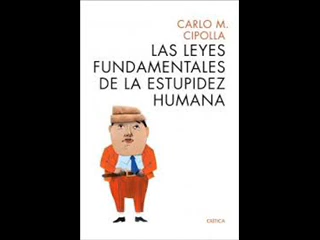 CARLO M.
CIPOLLA
LAS LEYES
FUNDAMENTALES
DE LA ESTUPIDEZ
HUMANA
CRÍTICA